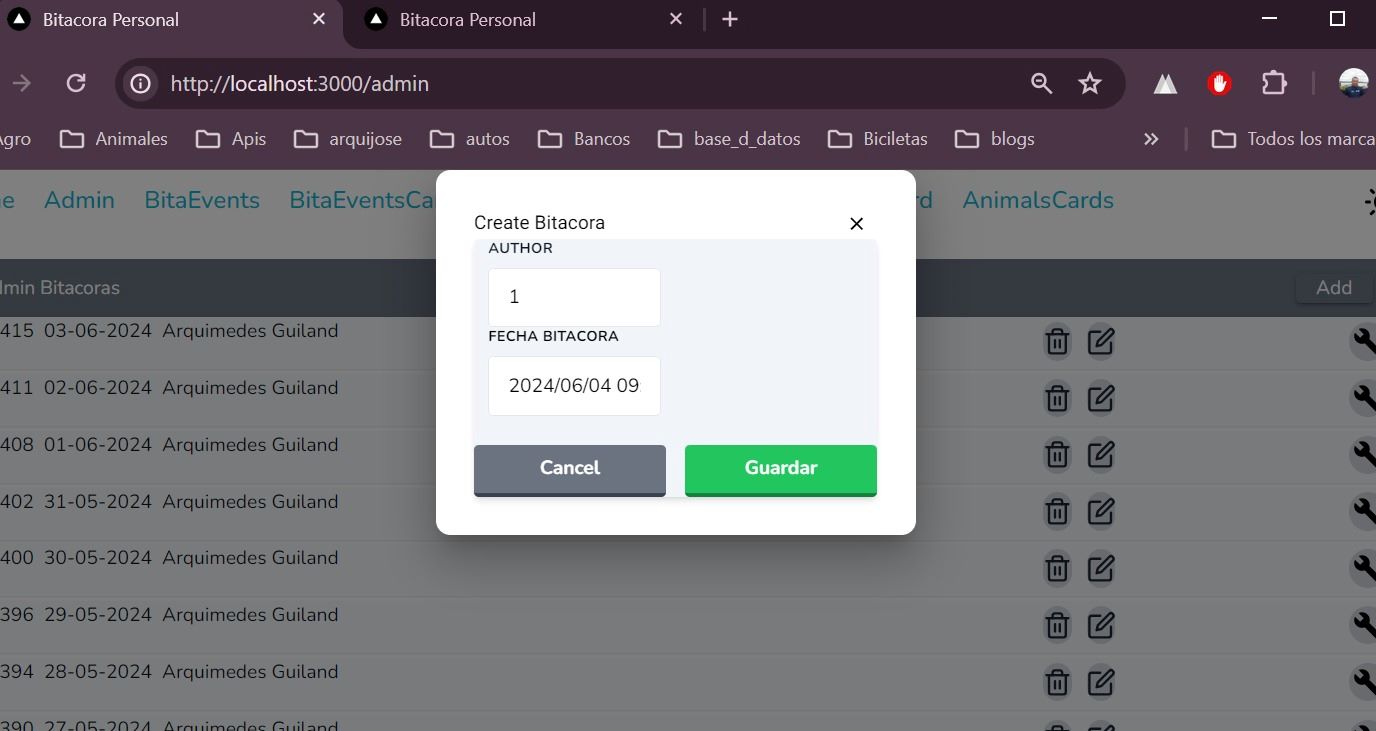 Bitacora Personal
Bitacora Personal
http://localhost:3000/admin
Agro Animales Apis arquijose autos Bancos base_d_datos Biciletas blogs » Todos los marca
e Admin BitaEvents BitaEventsCa rd AnimalsCards
Create Bitacora
AUTHOR
1
FECHA BITACORA
2024/06/04 09
Cancel Guardar
dmin Bitacoras Add
415 03-06-2024 Arquimedes Guiland
411 02-06-2024 Arquimedes Guiland
408 01-06-2024 Arquimedes Guiland
402 31-05-2024 Arquimedes Guiland
400 30-05-2024 Arquimedes Guiland
396 29-05-2024 Arquimedes Guiland
394 28-05-2024 Arquimedes Guiland
390 27-05-2024 Arquimedes Guiland